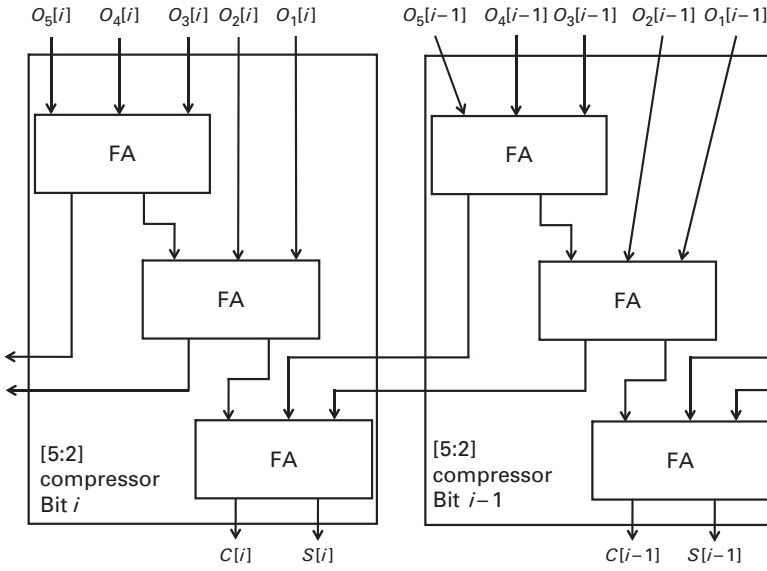 O₅[i] O₄[i] O₃[i] O₂[i] O₁[i]
O₅[i−1] O₄[i−1] O₃[i−1] O₂[i−1] O₁[i−1]
FA
FA
FA
FA
FA
FA
[5:2]
compressor
Bit i
[5:2]
compressor
Bit i−1
C[i] S[i]
C[i−1] S[i−1]